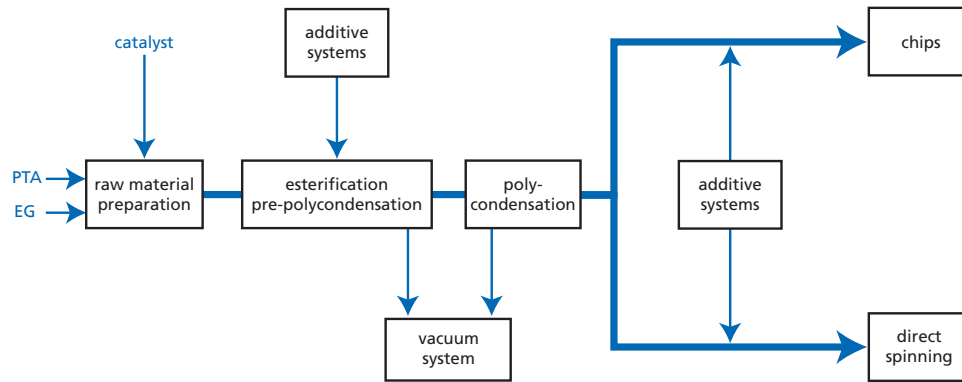 catalyst
additive
systems
chips
PTA
EG
raw material
preparation
esterification
pre-polycondensation
poly-
condensation
additive
systems
vacuum
system
direct
spinning